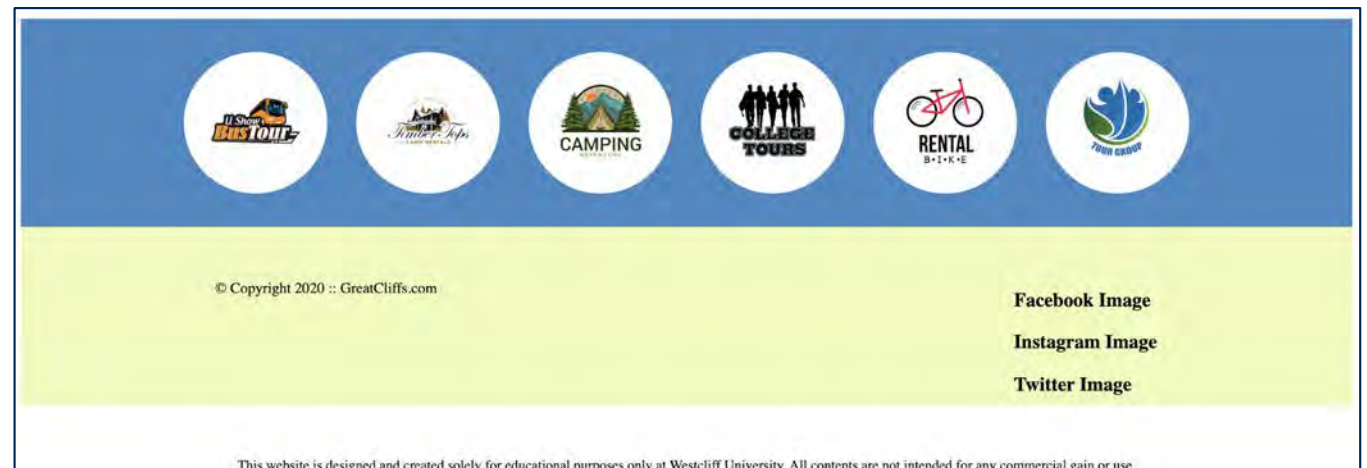 U Show
BusTour
Timber Tops
CAMP RENTALS
CAMPING
COLLEGE
TOURS
RENTAL
B•I•K•E
TOUR GROUP
© Copyright 2020 :: GreatCliffs.com
Facebook Image
Instagram Image
Twitter Image
This website is designed and created solely for educational purposes only at Westcliff University. All contents are not intended for any commercial gain or use